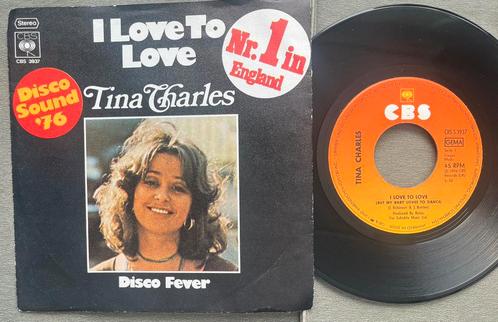 Stereo
CBS
CBS 3937
I Love To
Love
Nr. 1 in
England
Disco
Sound
'76
Tina Charles
Disco Fever
CBS
TINA CHARLES
CBS S 3937
GEMA
45 RPM
I LOVE TO LOVE
(BUT MY BABY LOVES TO DANCE)